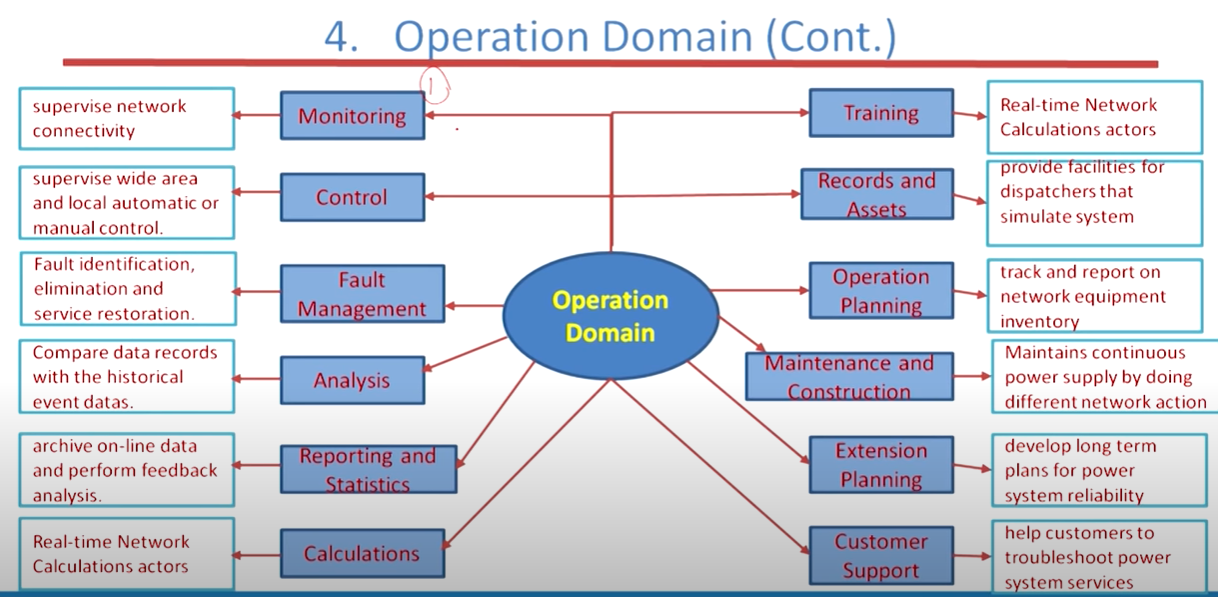 4. Operation Domain (Cont.)
1
supervise network
connectivity
Monitoring
Training
Real-time Network
Calculations actors
supervise wide area
and local automatic or
manual control.
Control
Records and
Assets
provide facilities for
dispatchers that
simulate system
Fault identification,
elimination and
service restoration.
Fault
Management
Operation
Domain
Operation
Planning
track and report on
network equipment
inventory
Compare data records
with the historical
event datas.
Analysis
Maintenance and
Construction
Maintains continuous
power supply by doing
different network action
archive on-line data
and perform feedback
analysis.
Reporting and
Statistics
Extension
Planning
develop long term
plans for power
system reliability
Real-time Network
Calculations actors
Calculations
Customer
Support
help customers to
troubleshoot power
system services